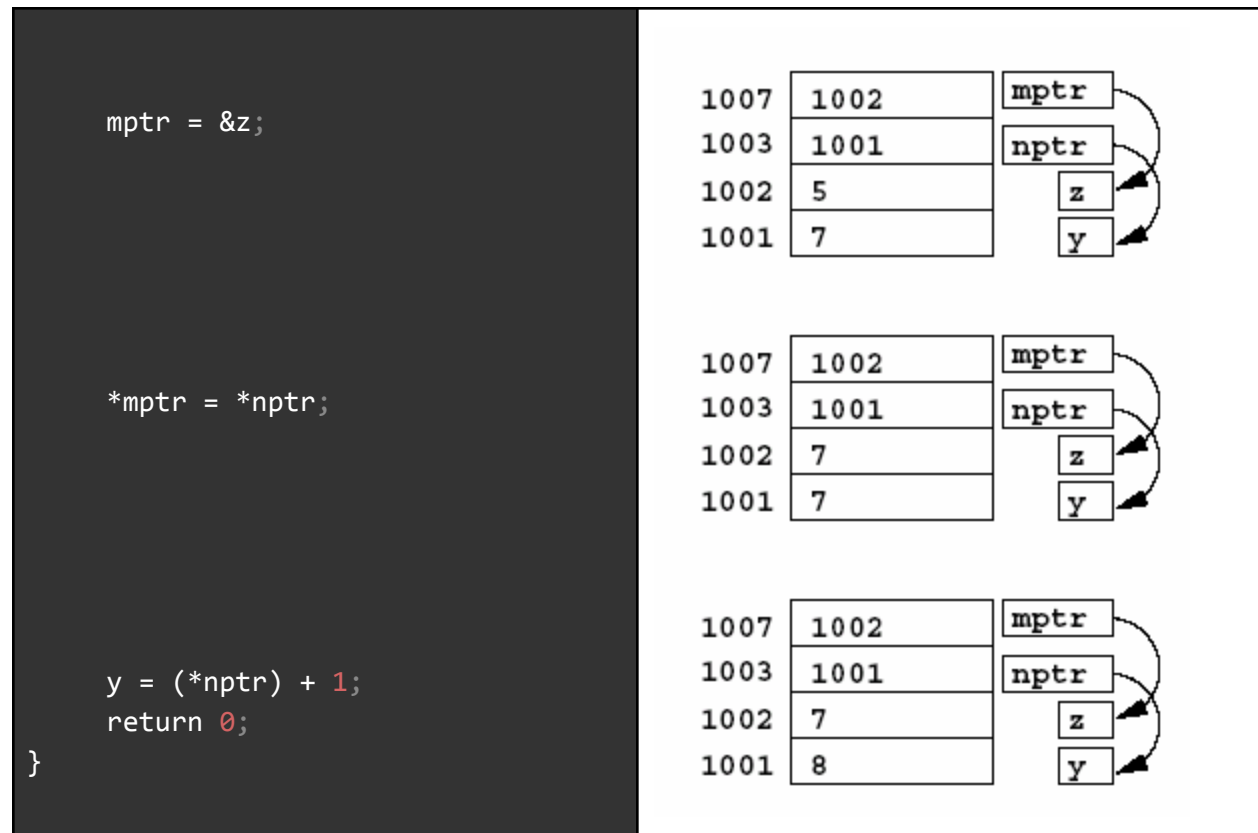 mptr = &z;
1007 1002 mptr
1003 1001 nptr
1002 5 z
1001 7 y
*mptr = *nptr;
1007 1002 mptr
1003 1001 nptr
1002 7 z
1001 7 y
y = (*nptr) + 1;
return 0;
}
1007 1002 mptr
1003 1001 nptr
1002 7 z
1001 8 y